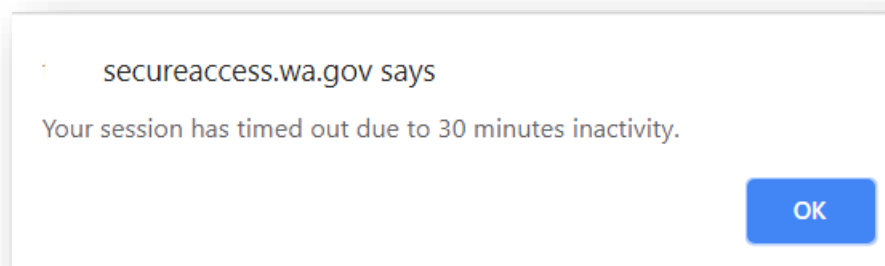 secureaccess.wa.gov says
Your session has timed out due to 30 minutes inactivity.
OK